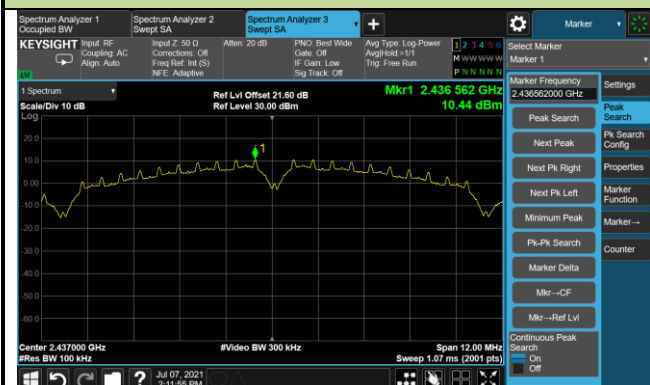 Spectrum Analyzer 1
Occupied BW
Spectrum Analyzer 2
Swept SA
Spectrum Analyzer 3
Swept SA
+
Marker
KEYSIGHT
Input: RF
Coupling: AC
Align: Auto
Input Z: 50 Ω
Corrections: Off
Freq Ref: Int (S)
NFE: Adaptive
Atten: 20 dB
PNO: Best Wide
Gate: Off
IF Gain: Low
Sig Track: Off
Avg Type: Log-Power
Avg|Hold:>1/1
Trig: Free Run
1 2 3 4 5 6
M W W W W W
P N N N N N
LXI
Select Marker
Marker 1
1 Spectrum
Scale/Div 10 dB
Log
Ref Lvl Offset 21.60 dB
Ref Level 30.00 dBm
Mkr1 2.436 562 GHz
10.44 dBm
1
20.0
10.0
0.00
-10.0
-20.0
-30.0
-40.0
-50.0
-60.0
Center 2.437000 GHz
#Res BW 100 kHz
#Video BW 300 kHz
Span 12.00 MHz
Sweep 1.07 ms (2001 pts)
Marker Frequency
2.436562000 GHz
Peak Search
Next Peak
Next Pk Right
Next Pk Left
Minimum Peak
Pk-Pk Search
Marker Delta
Mkr→CF
Mkr→Ref Lvl
Continuous Peak
Search
On
Off
Settings
Peak
Search
Pk Search
Config
Properties
Marker
Function
Marker→
Counter
?
Jul 07, 2021
2:11:55 PM